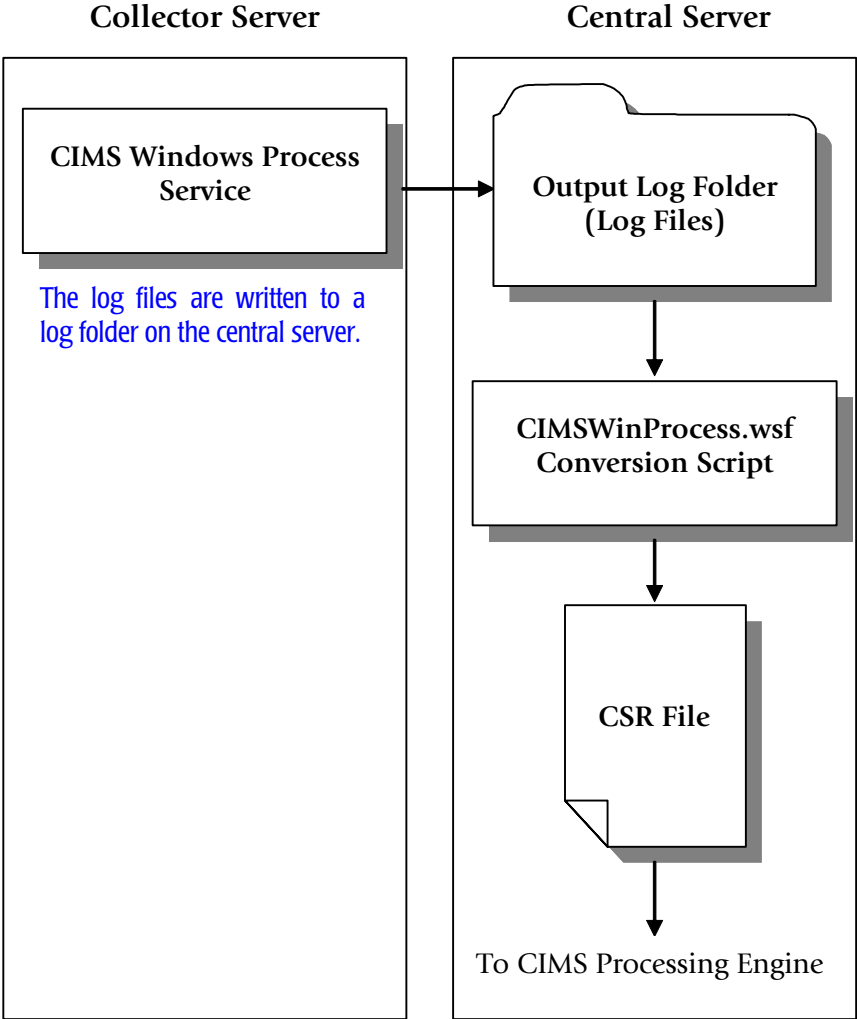 Collector Server
Central Server
CIMS Windows Process
Service
The log files are written to a
log folder on the central server.
Output Log Folder
(Log Files)
CIMSWinProcess.wsf
Conversion Script
CSR File
To CIMS Processing Engine